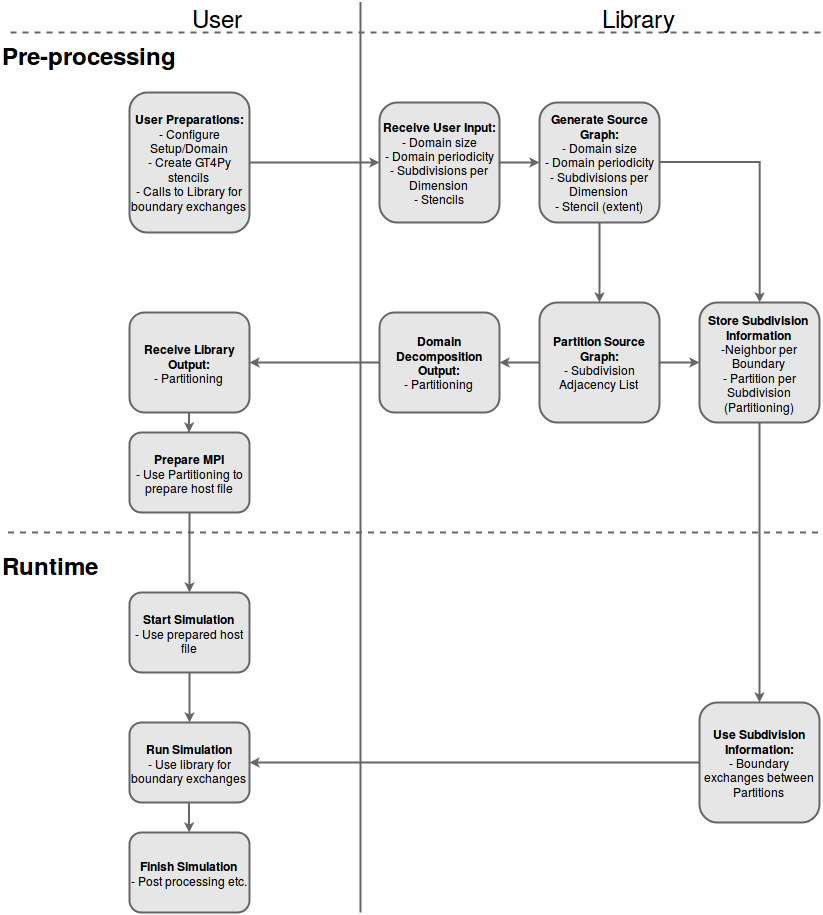 User
Library
Pre-processing
User Preparations:
- Configure
Setup/Domain
- Create GT4Py
stencils
- Calls to Library for
boundary exchanges
Receive User Input:
- Domain size
- Domain periodicity
- Subdivisions per
Dimension
- Stencils
Generate Source
Graph:
- Domain size
- Domain periodicity
- Subdivisions per
Dimension
- Stencil (extent)
Receive Library
Output:
- Partitioning
Domain
Decomposition
Output:
- Partitioning
Partition Source
Graph:
- Subdivision
Adjacency List
Store Subdivision
Information
-Neighbor per
Boundary
- Partition per
Subdivision
(Partitioning)
Prepare MPI
- Use Partitioning to
prepare host file
Runtime
Start Simulation
- Use prepared host
file
Run Simulation
- Use library for
boundary exchanges
Use Subdivision
Information:
- Boundary
exchanges between
Partitions
Finish Simulation
- Post processing etc.